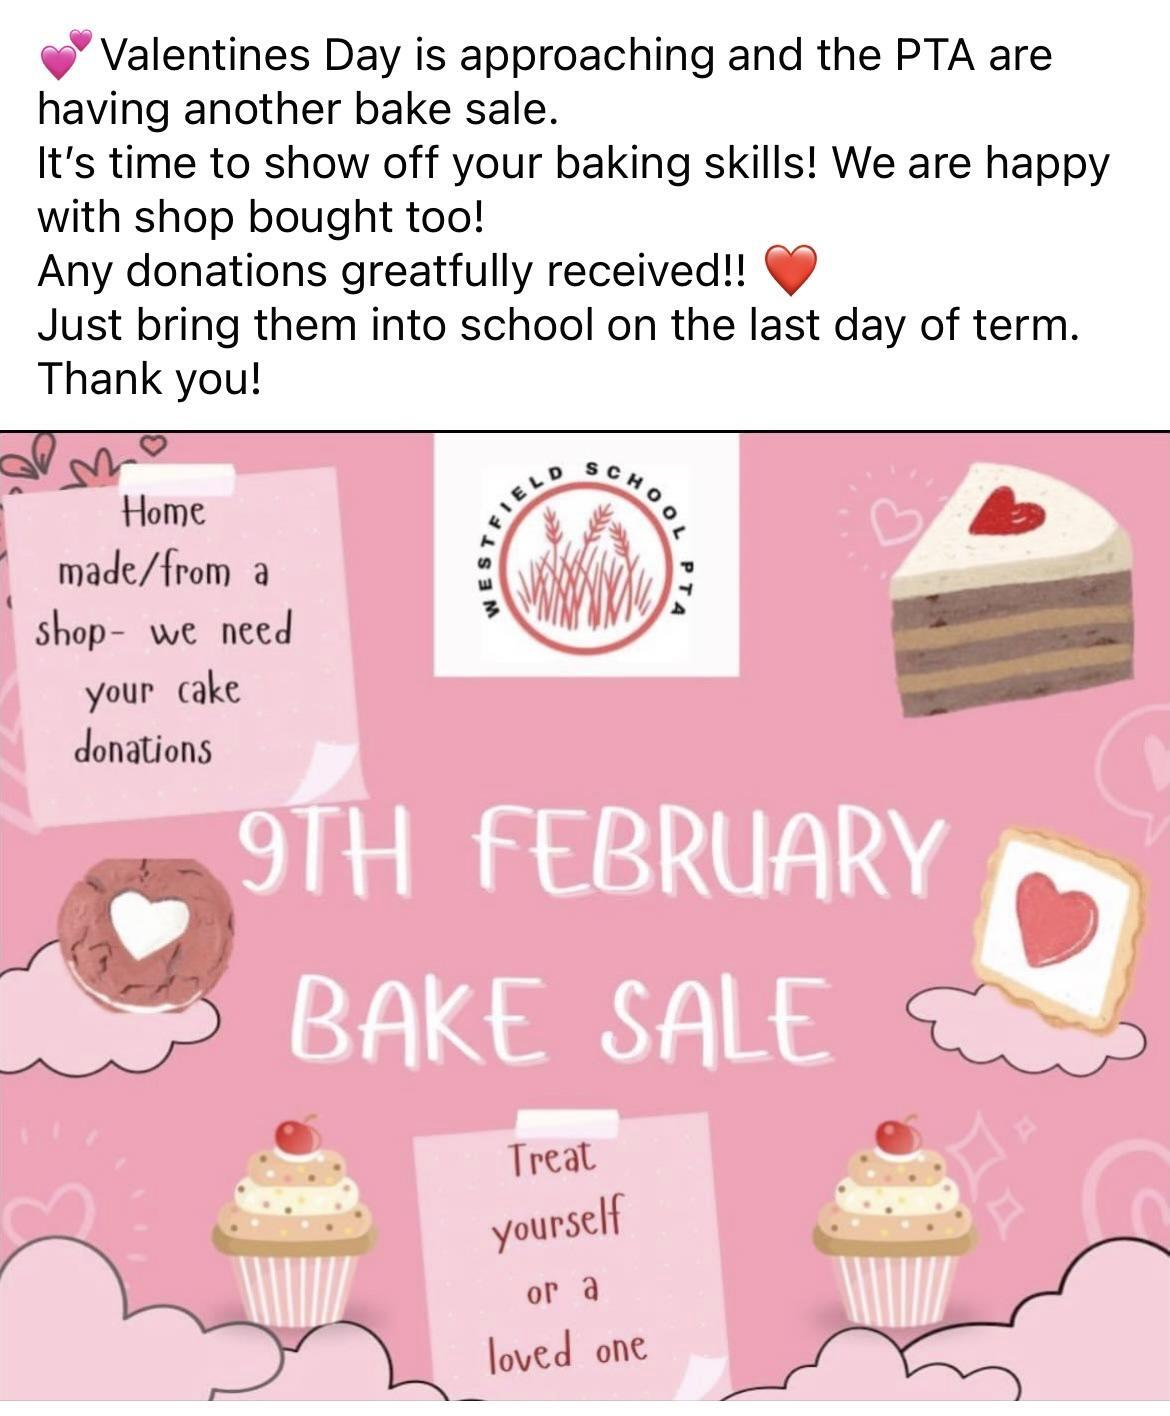 💕Valentines Day is approaching and the PTA are
having another bake sale.
It's time to show off your baking skills! We are happy
with shop bought too!
Any donations greatfully received!! ❤️
Just bring them into school on the last day of term.
Thank you!
Home
made/from a
shop- we need
your cake
donations
WESTFIELD SCHOOL PTA
9TH FEBRUARY
BAKE SALE
Treat
yourself
or a
loved one